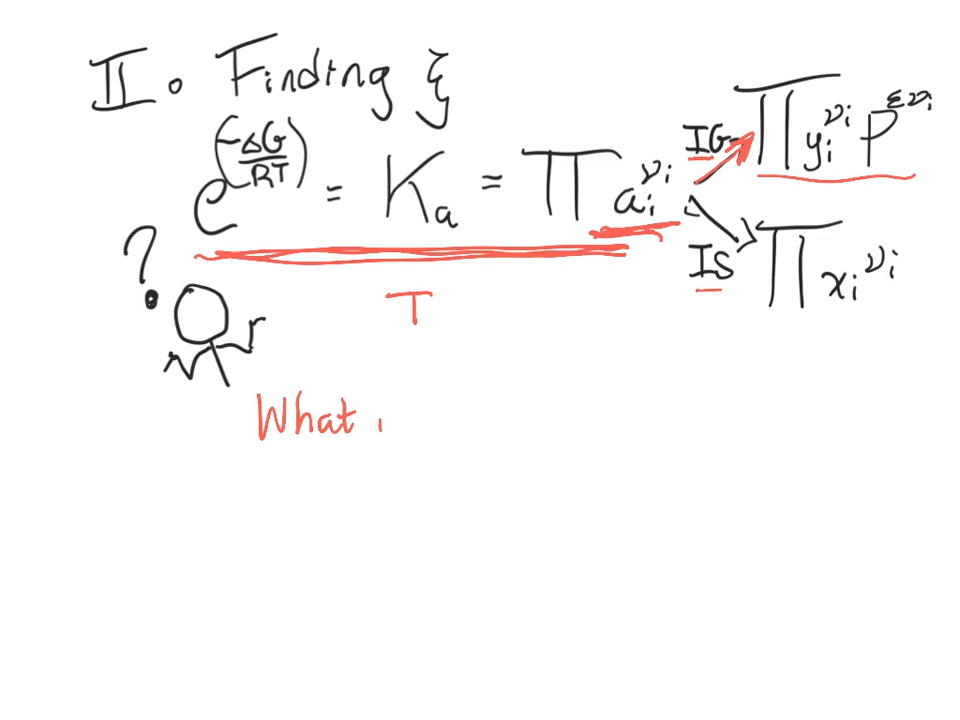 II. Finding ξ
e^(-ΔG/RT) = K_a = Π a_i^ν_i
IG Π y_i^ν_i P^Σν_i
IS Π x_i^ν_i
?
T
What